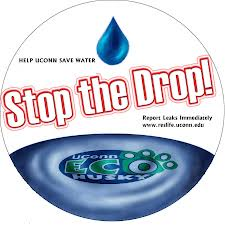 HELP UCONN SAVE WATER
Stop the Drop!
Report Leaks Immediately
www.reslife.uconn.edu
UCONN
ECO
HUSKY